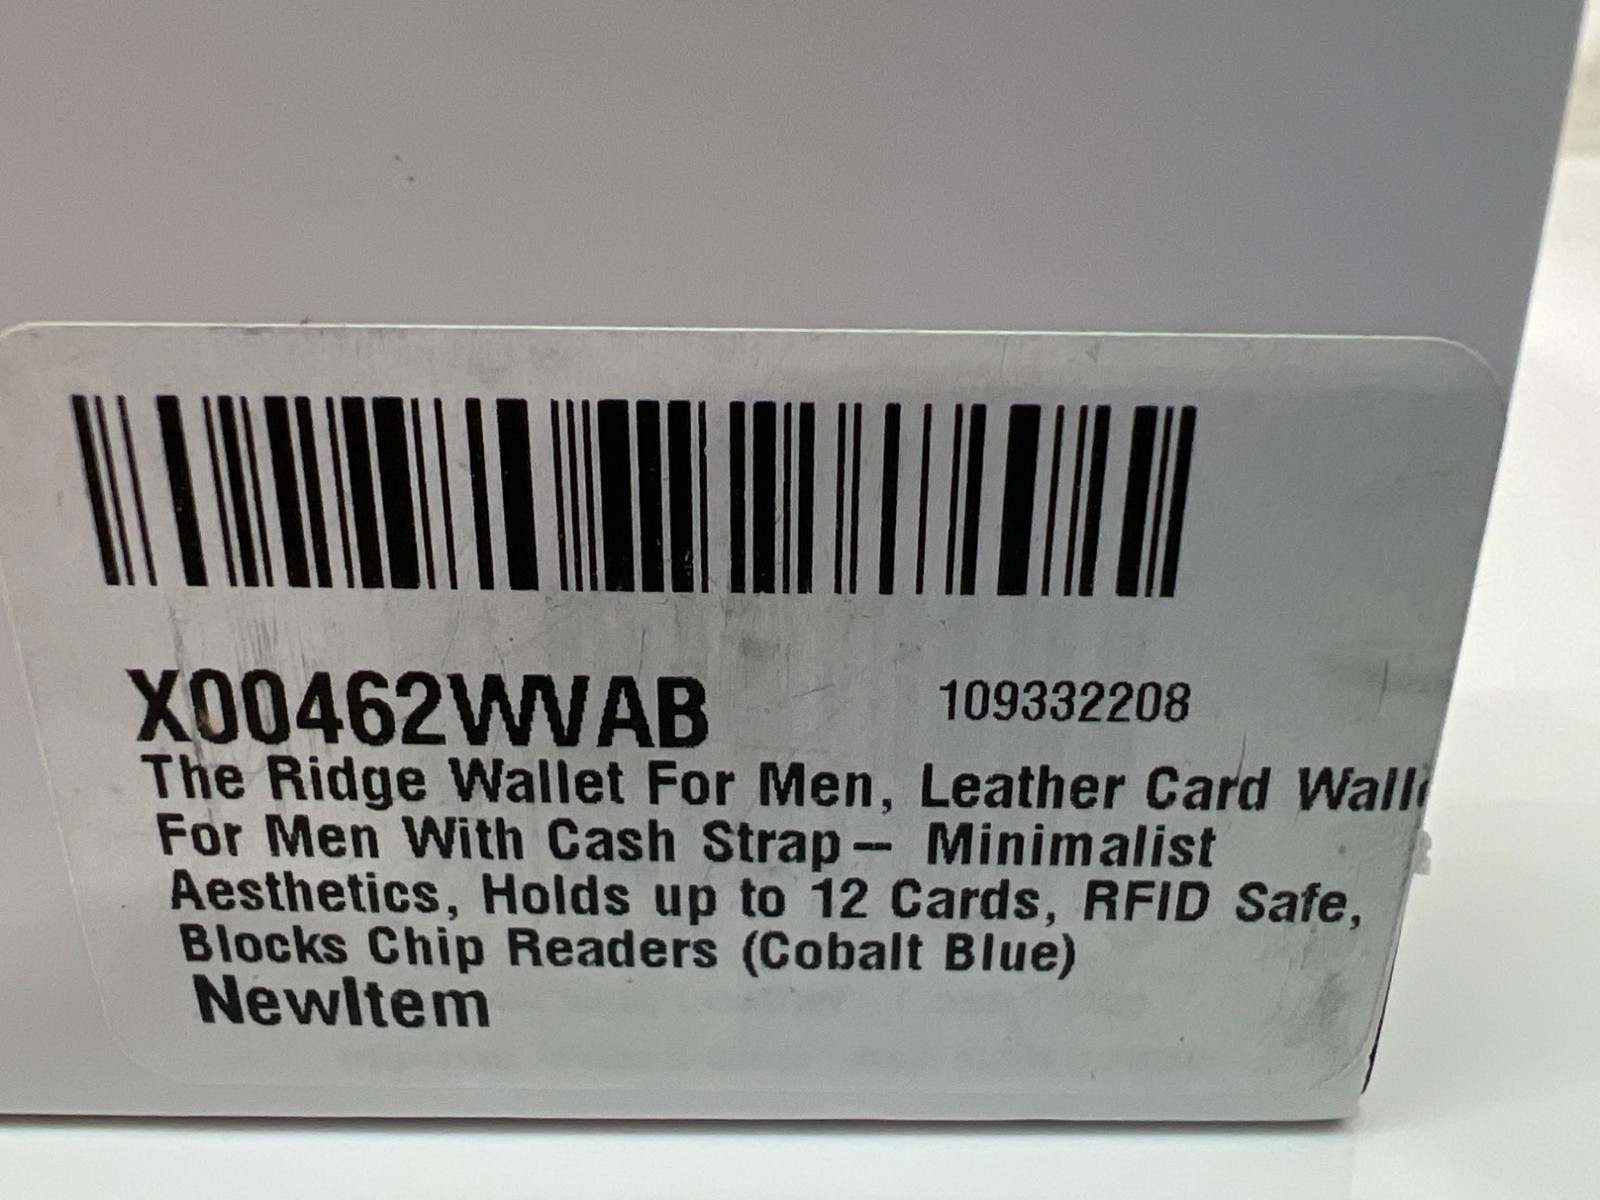 X00462WVAB
109332208
The Ridge Wallet For Men, Leather Card
For Men With Cash Strap— Minimalist
Aesthetics, Holds up to 12 Cards, RFID Safe,
Blocks Chip Readers (Cobalt Blue)
NewItem